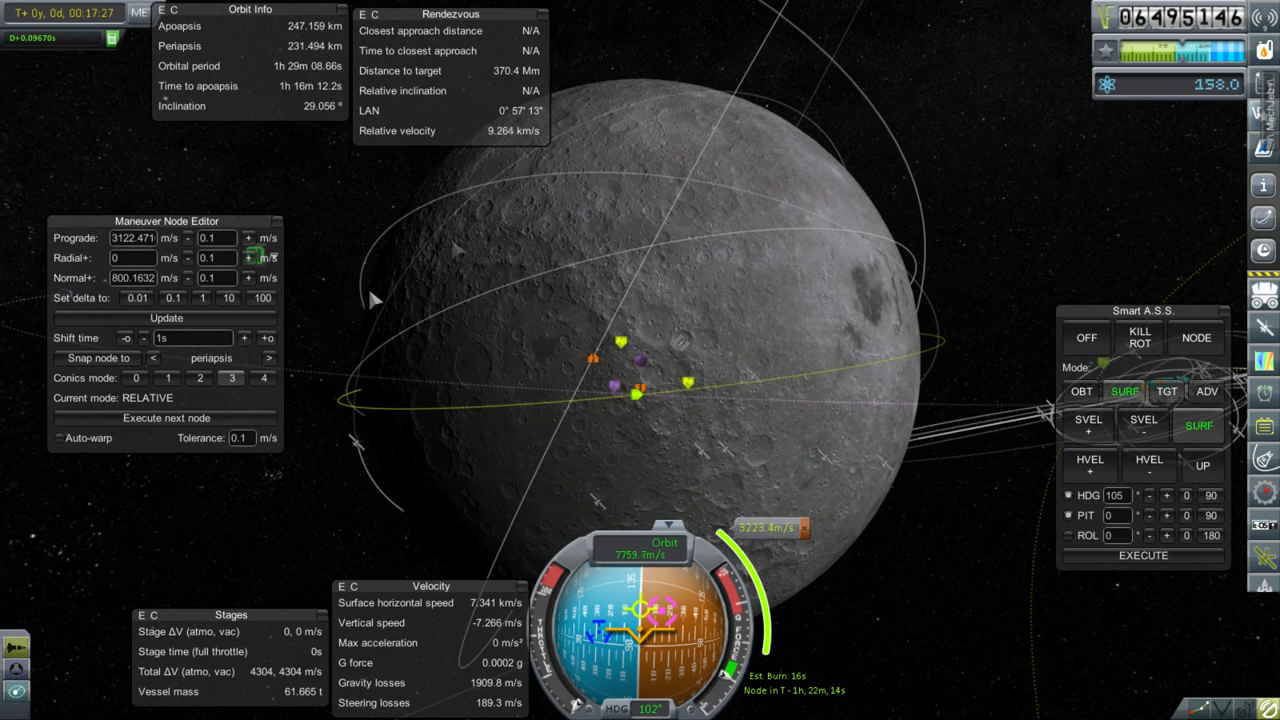 T+ 0y, 0d, 00:17:27
MET
D+0.09670s
E C Orbit Info
Apoapsis 247.159 km
Periapsis 231.494 km
Orbital period 1h 29m 08.66s
Time to apoapsis 1h 16m 12.2s
Inclination 29.056 º
E C Rendezvous
Closest approach distance N/A
Time to closest approach N/A
Distance to target 370.4 Mm
Relative inclination N/A
LAN 0° 57' 13"
Relative velocity 9.264 km/s
06495146
158.0
MechJeb
Maneuver Node Editor
Prograde: 3122.471 m/s - 0.1 + m/s
Radial+: 0 m/s - 0.1 + m/s
Normal+: 800.1632 m/s - 0.1 + m/s
Set delta to: 0.01 0.1 1 10 100
Update
Shift time -o - 1s + +o
Snap node to < periapsis >
Conics mode: 0 1 2 3 4
Current mode: RELATIVE
Execute next node
Auto-warp Tolerance: 0.1 m/s
Smart A.S.S.
OFF KILL ROT NODE
Mode:
OBT SURF TGT ADV
SVEL + SVEL - SURF
HVEL + HVEL - UP
HDG 105 ° - + 0 90
PIT 0 ° - + 0 90
ROL 0 ° - + 0 180
EXECUTE
kOS
E C Stages
Stage ΔV (atmo, vac) 0, 0 m/s
Stage time (full throttle) 0s
Total ΔV (atmo, vac) 4304, 4304 m/s
Vessel mass 61.665 t
E C Velocity
Surface horizontal speed 7.341 km/s
Vertical speed -7.266 m/s
Max acceleration 0 m/s²
G force 0.0002 g
Gravity losses 1909.8 m/s
Steering losses 189.3 m/s
Orbit
7759.7m/s
3223.4m/s
HDG 102°
Est. Burn: 16s
Node in T - 1h, 22m, 14s